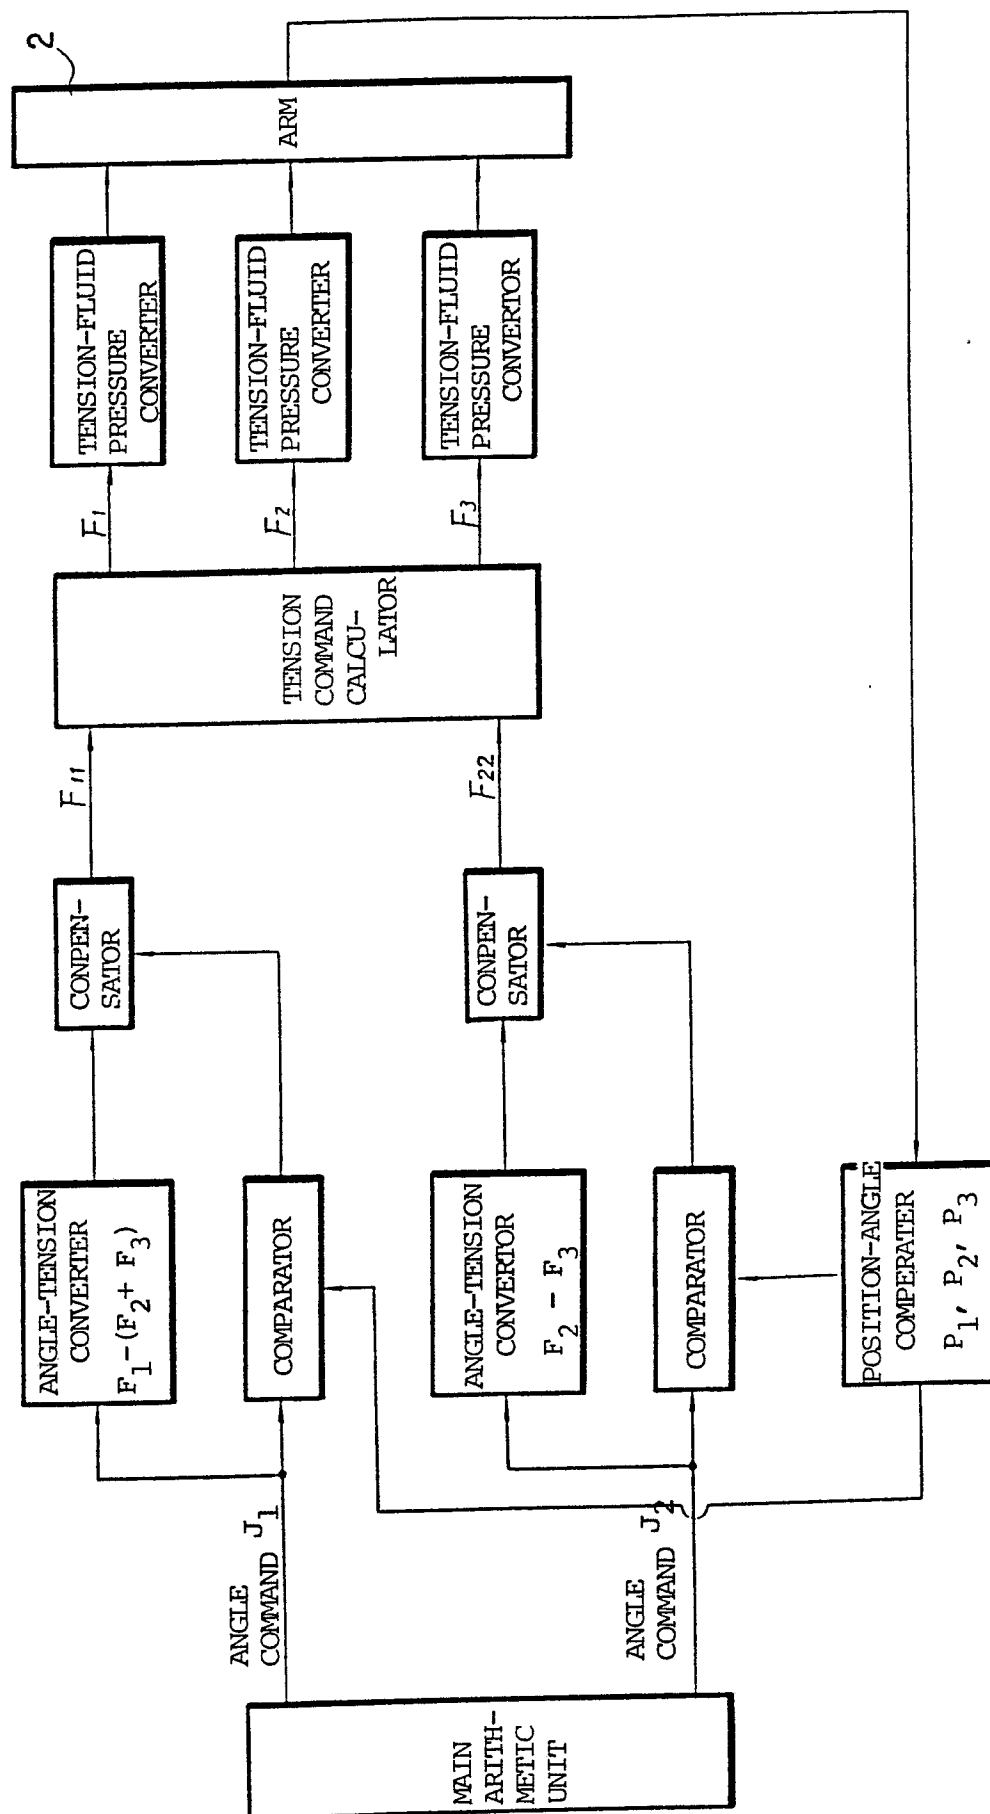 MAIN
ARITH-
METIC
UNIT
ANGLE
COMMAND J1
ANGLE
COMMAND J2
ANGLE-TENSION
CONVERTER
F1-(F2+ F3)
COMPARATOR
ANGLE-TENSION
CONVERTOR
F2 - F3
COMPARATOR
POSITION-ANGLE
COMPERATER
P1, P2, P3
CONPEN-
SATOR
CONPEN-
SATOR
F11
F22
TENSION
COMMAND
CALCU-
LATOR
F1
F2
F3
TENSION-FLUID
PRESSURE
CONVERTER
TENSION-FLUID
PRESSURE
CONVERTER
TENSION-FLUID
PRESSURE
CONVERTOR
ARM
2